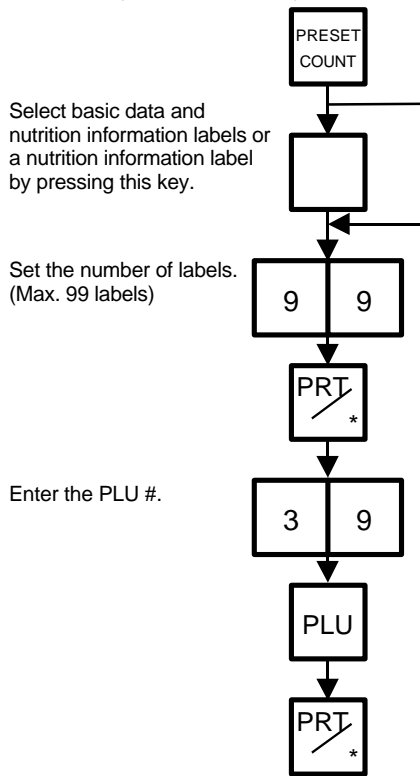 PRESET
COUNT
Select basic data and
nutrition information labels or
a nutrition information label
by pressing this key.
Set the number of labels.
(Max. 99 labels)
9 9
PRT
*
Enter the PLU #.
3 9
PLU
PRT
*